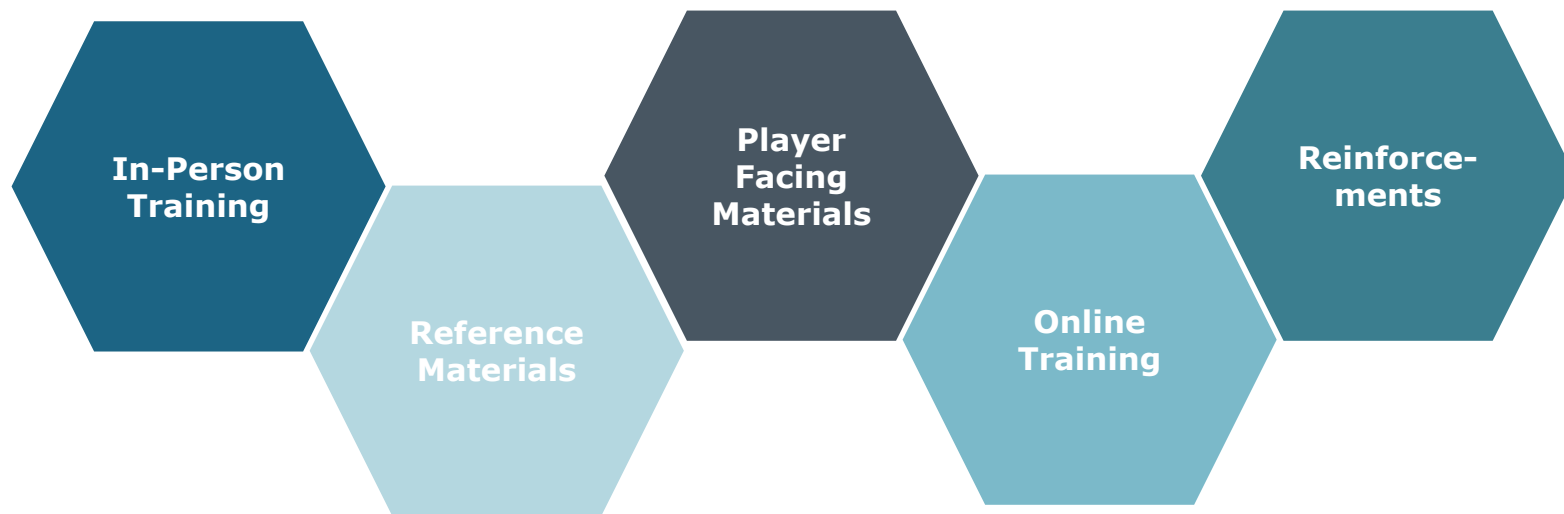 In-Person
Training
Reference
Materials
Player
Facing
Materials
Online
Training
Reinforce-
ments